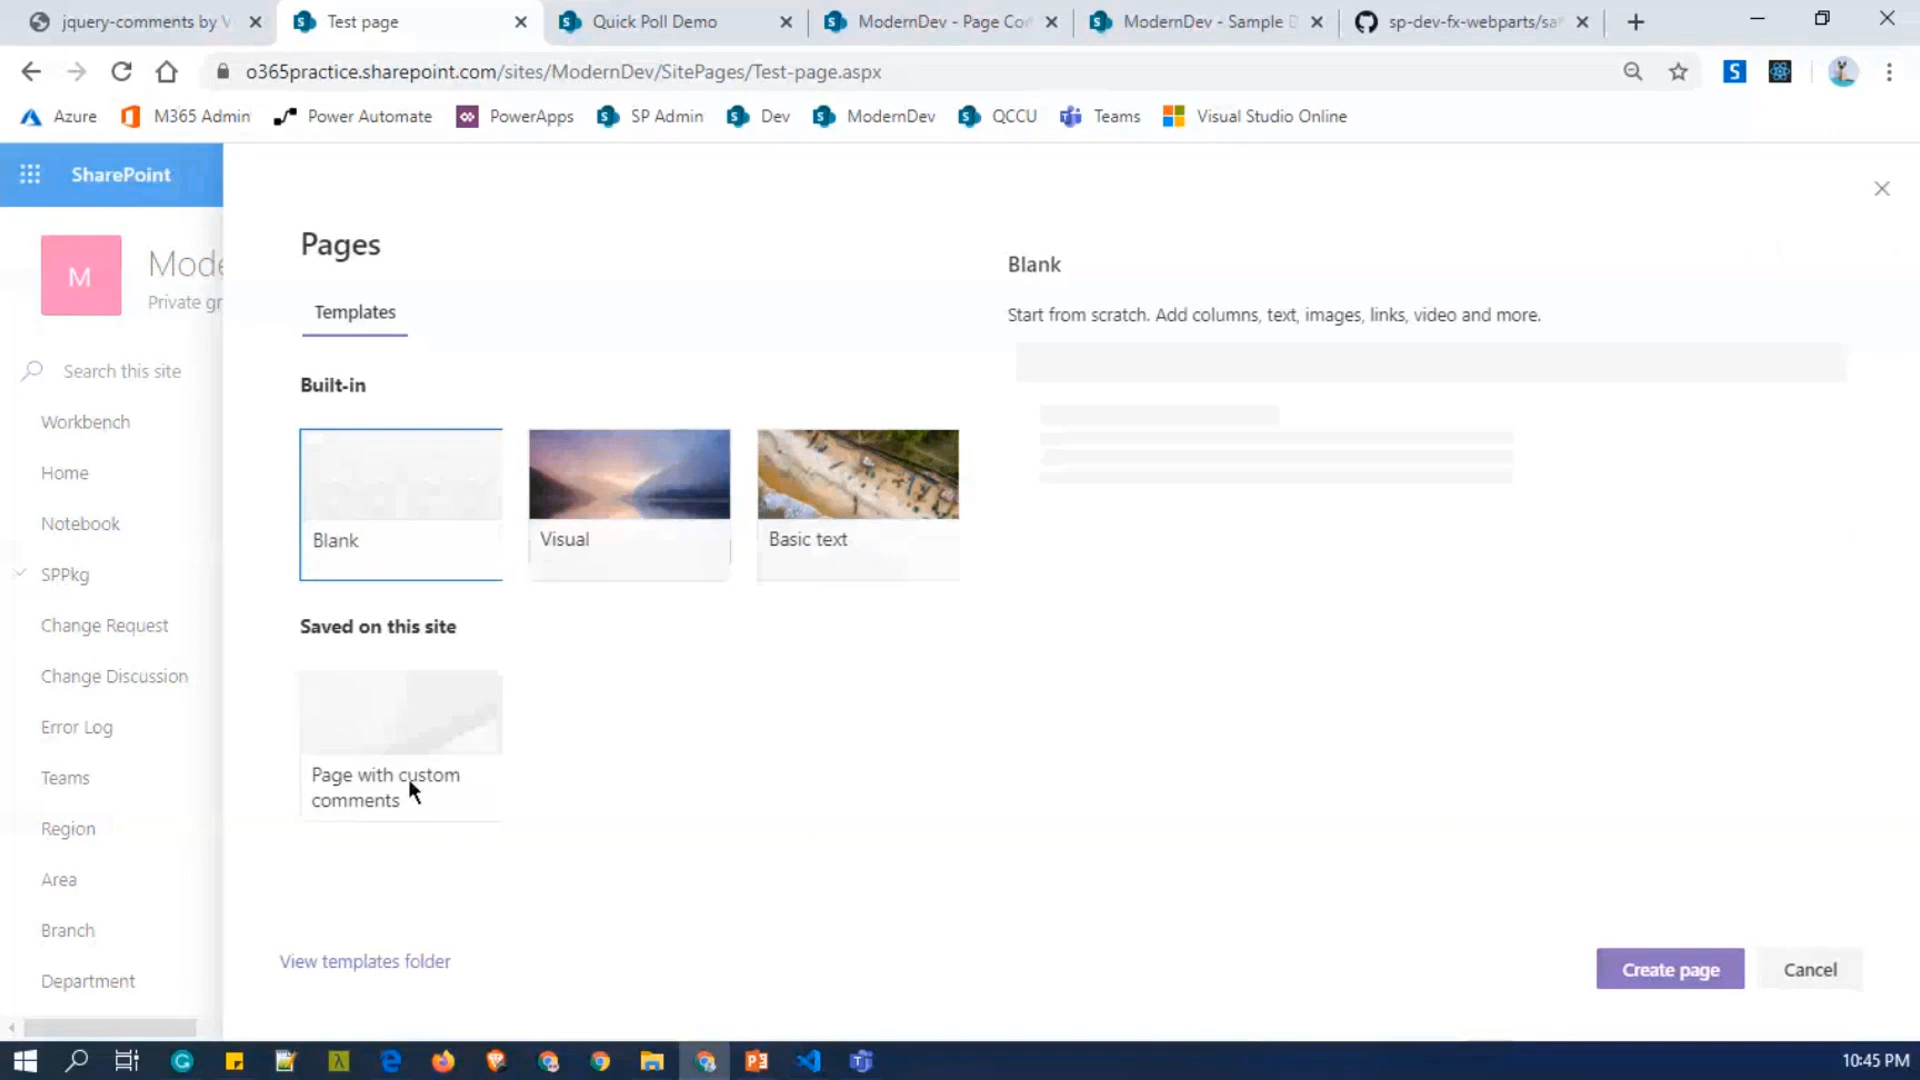 jquery-comments by V
Test page
Quick Poll Demo
ModernDev - Page Co
ModernDev - Sample
sp-dev-fx-webparts/sa
o365practice.sharepoint.com/sites/ModernDev/SitePages/Test-page.aspx
Azure
M365 Admin
Power Automate
PowerApps
SP Admin
Dev
ModernDev
QCCU
Teams
Visual Studio Online
SharePoint
M
Mode
Private gr
Search this site
Workbench
Home
Notebook
SPPkg
Change Request
Change Discussion
Error Log
Teams
Region
Area
Branch
Department
Pages
Templates
Built-in
Blank
Visual
Basic text
Saved on this site
Page with custom
comments
View templates folder
Blank
Start from scratch. Add columns, text, images, links, video and more.
Create page
Cancel
10:45 PM